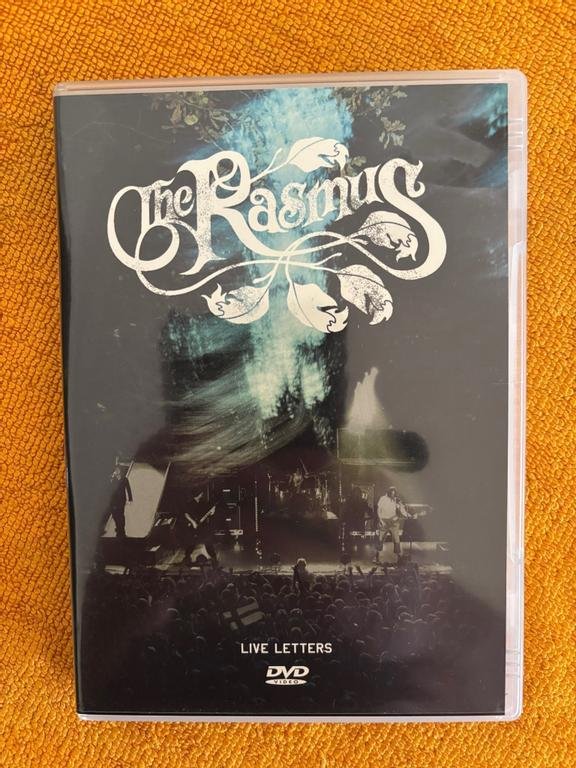 The Rasmus
LIVE LETTERS
DVD
VIDEO